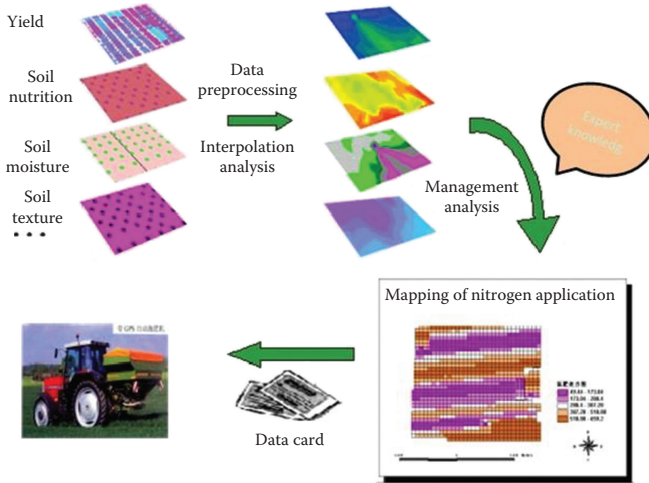 Yield
Soil
nutrition
Soil
moisture
Soil
texture
Data
preprocessing
Interpolation
analysis
Expert
knowledg
Management
analysis
Mapping of nitrogen application
Data card